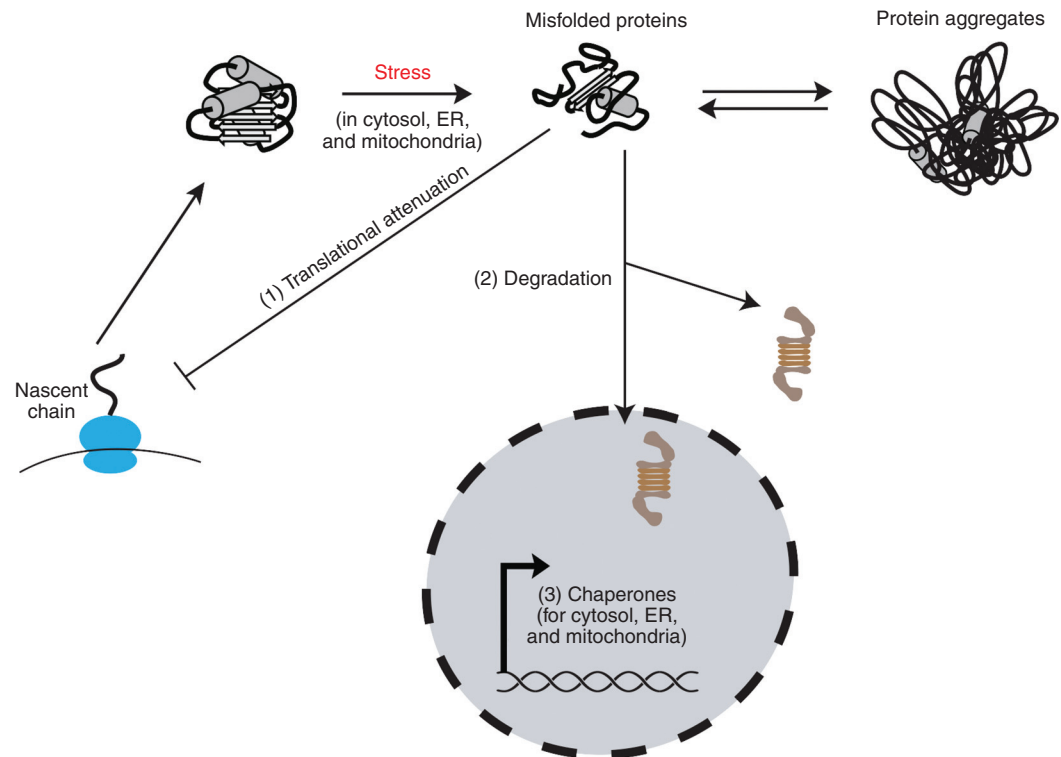 Misfolded proteins
Protein aggregates
Stress
(in cytosol, ER,
and mitochondria)
(1) Translational attenuation
(2) Degradation
Nascent
chain
(3) Chaperones
(for cytosol, ER,
and mitochondria)